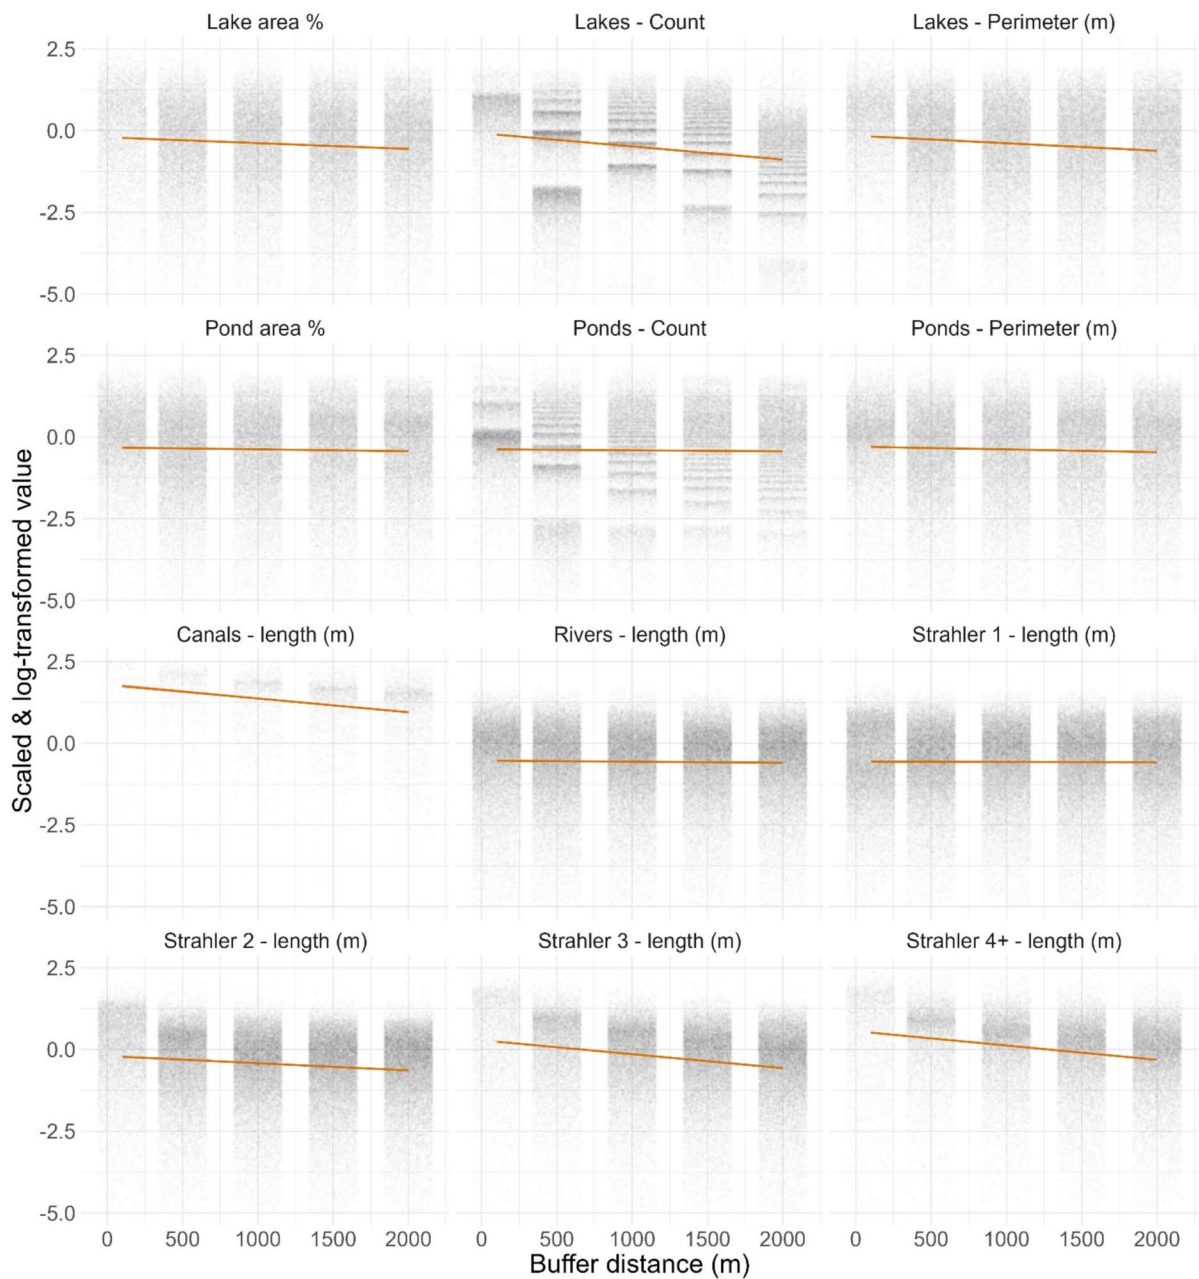 Lake area %
Lakes - Count
Lakes - Perimeter (m)
2.5
0.0
-2.5
-5.0
Pond area %
Ponds - Count
Ponds - Perimeter (m)
2.5
0.0
-2.5
-5.0
Scaled & log-transformed value
Canals - length (m)
Rivers - length (m)
Strahler 1 - length (m)
2.5
0.0
-2.5
-5.0
Strahler 2 - length (m)
Strahler 3 - length (m)
Strahler 4+ - length (m)
2.5
0.0
-2.5
-5.0
0 500 1000 1500 2000
0 500 1000 1500 2000
0 500 1000 1500 2000
Buffer distance (m)